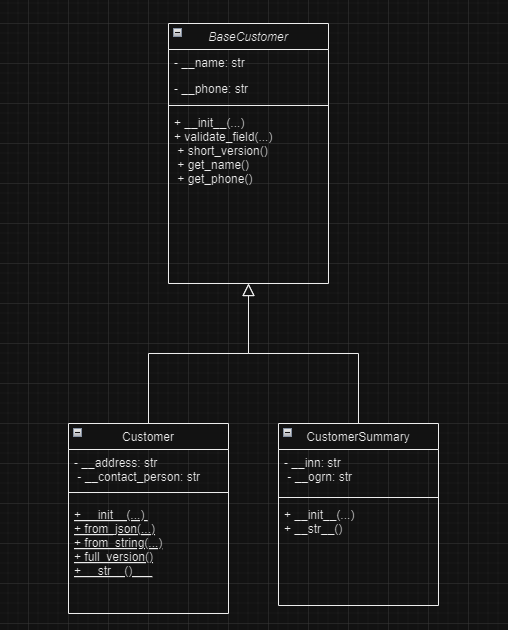 BaseCustomer
- __name: str
- __phone: str
+ __init__(...)
+ validate_field(...)
+ short_version()
+ get_name()
+ get_phone()
Customer
- __address: str
- __contact_person: str
+ __init__(...)
+ from_json(...)
+ from_string(...)
+ full_version()
+ __str__()
CustomerSummary
- __inn: str
- __ogrn: str
+ __init__(...)
+ __str__()